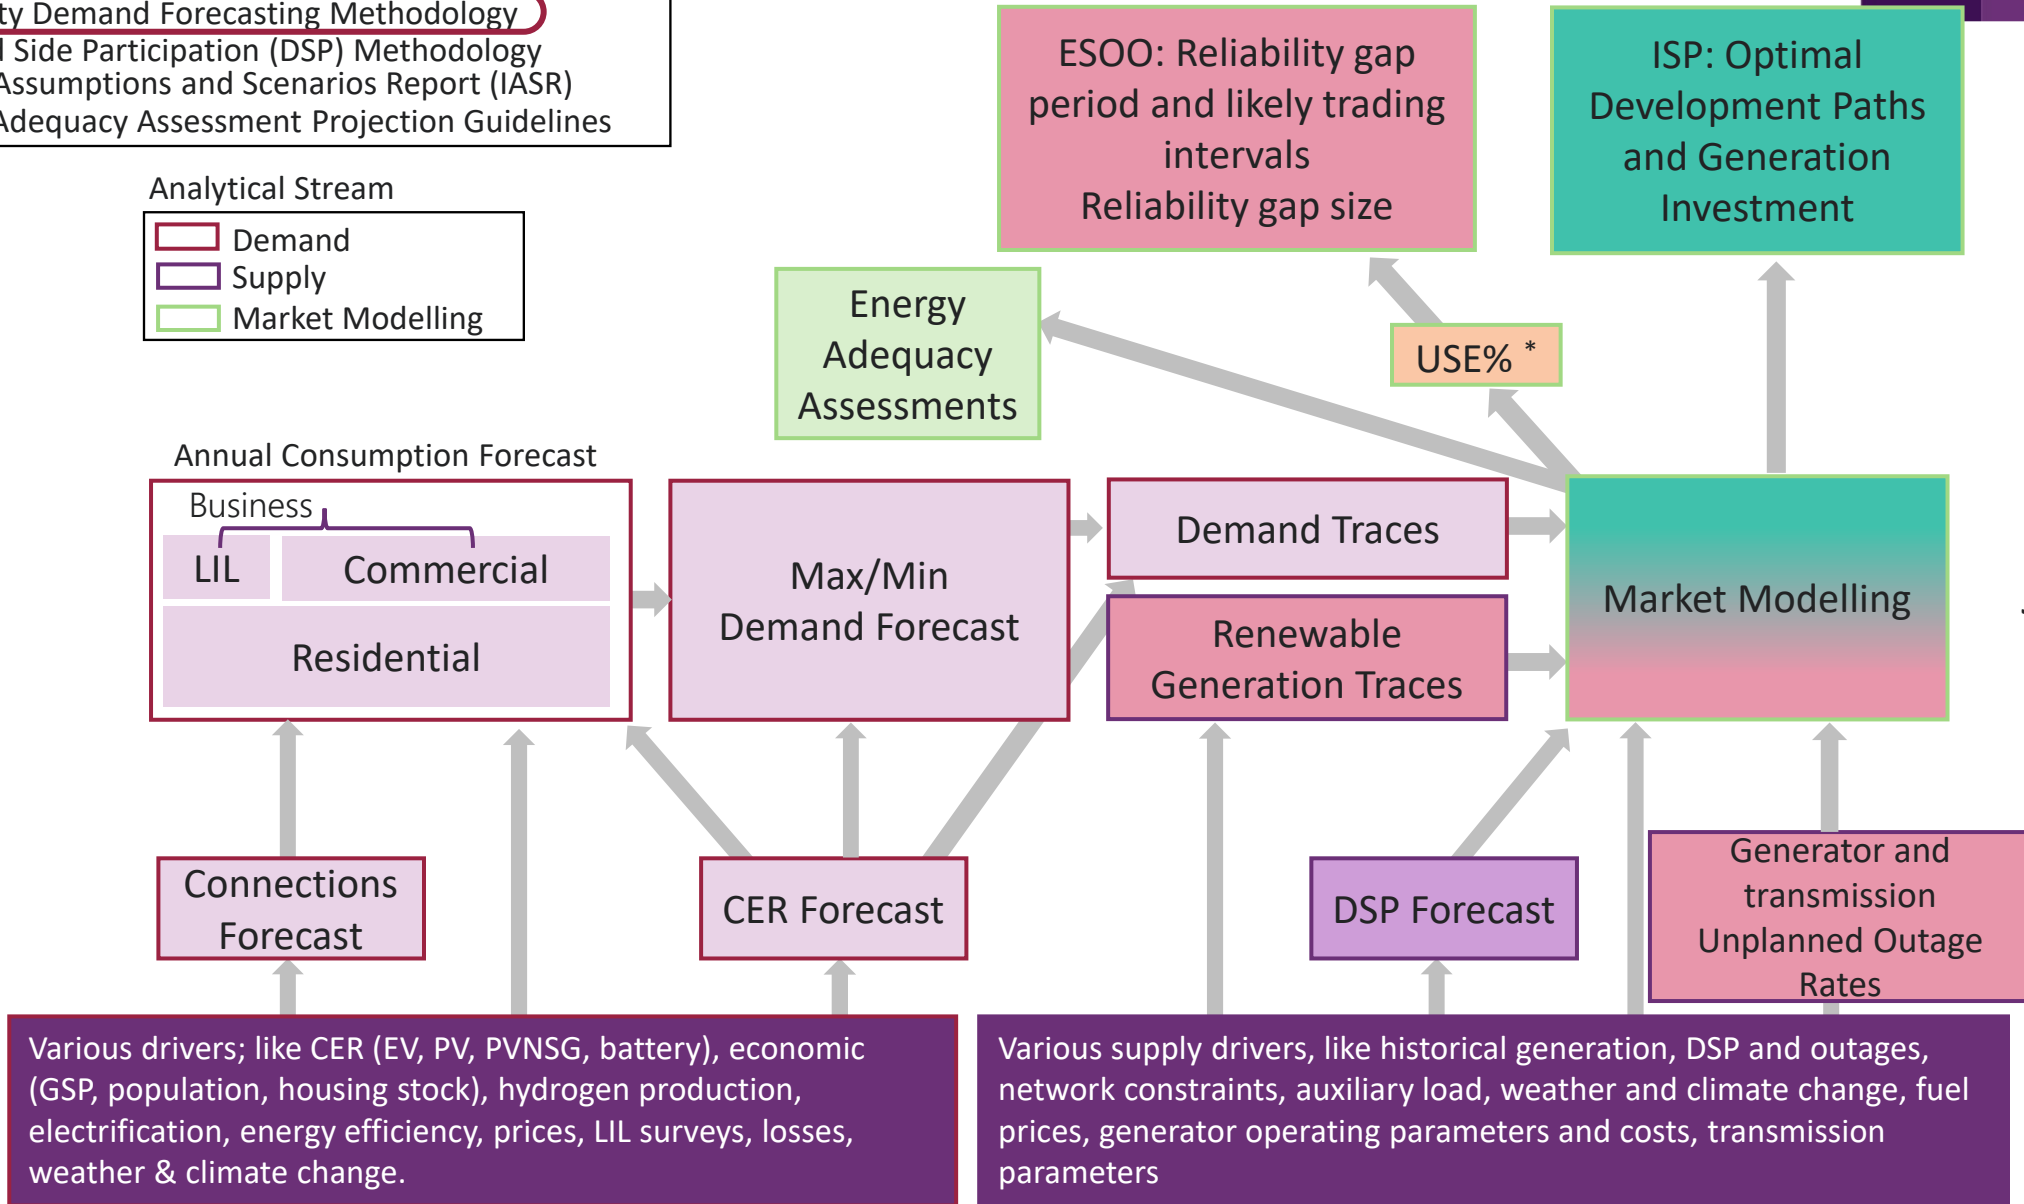 Demand Forecasting Methodology
Side Participation (DSP) Methodology
Assumptions and Scenarios Report (IASR)
Adequacy Assessment Projection Guidelines
Analytical Stream
Demand
Supply
Market Modelling
ESOO: Reliability gap
period and likely trading
intervals
Reliability gap size
ISP: Optimal
Development Paths
and Generation
Investment
Energy
Adequacy
Assessments
USE% *
Annual Consumption Forecast
Business
LIL
Commercial
Residential
Max/Min
Demand Forecast
Demand Traces
Renewable
Generation Traces
Market Modelling
Connections
Forecast
CER Forecast
DSP Forecast
Generator and
transmission
Unplanned Outage
Rates
Various drivers; like CER (EV, PV, PVNSG, battery), economic
(GSP, population, housing stock), hydrogen production,
electrification, energy efficiency, prices, LIL surveys, losses,
weather & climate change.
Various supply drivers, like historical generation, DSP and outages,
network constraints, auxiliary load, weather and climate change, fuel
prices, generator operating parameters and costs, transmission
parameters